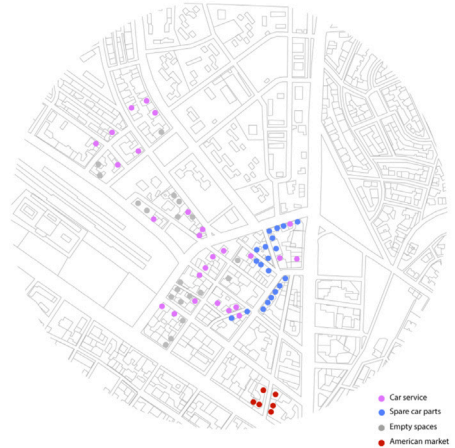 Car service
Spare car parts
Empty spaces
American market